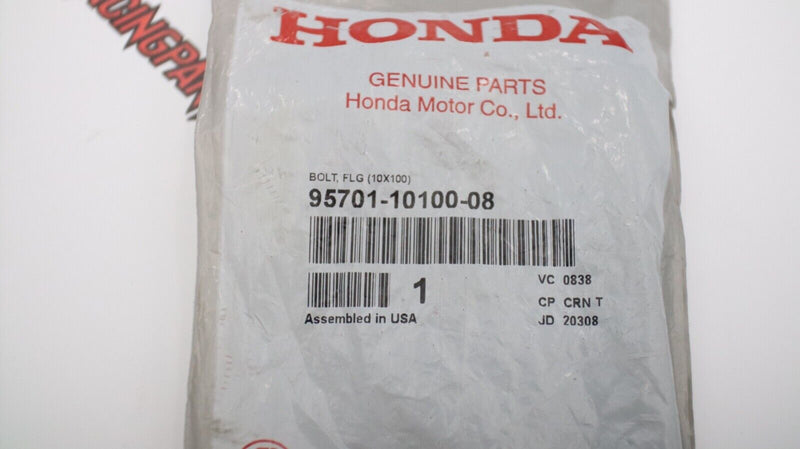 HONDA
GENUINE PARTS
Honda Motor Co., Ltd.
BOLT, FLG (10X100)
95701-10100-08
1
VC 0838
CP CRN T
Assembled in USA
JD 20308